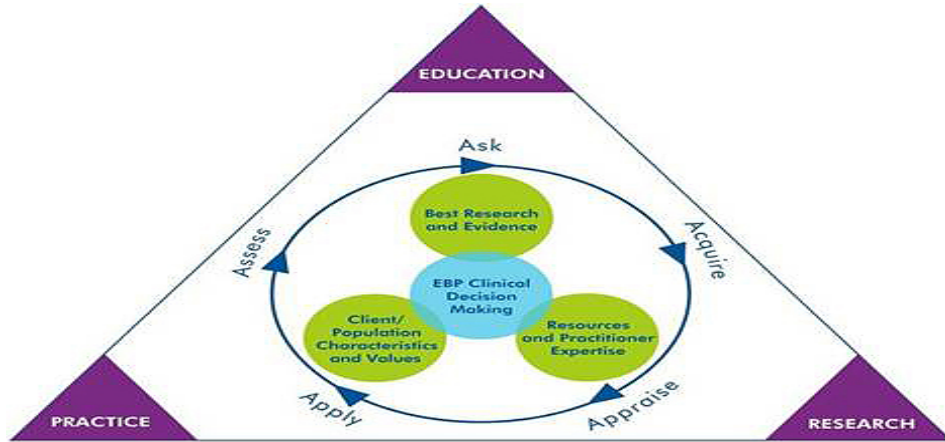 EDUCATION
Ask
Best Research
and Evidence
Acquire
Assess
EBP Clinical
Decision
Making
Client/
Population
Characteristics
and Values
Resources
and Practitioner
Expertise
Apply
Appraise
PRACTICE
RESEARCH